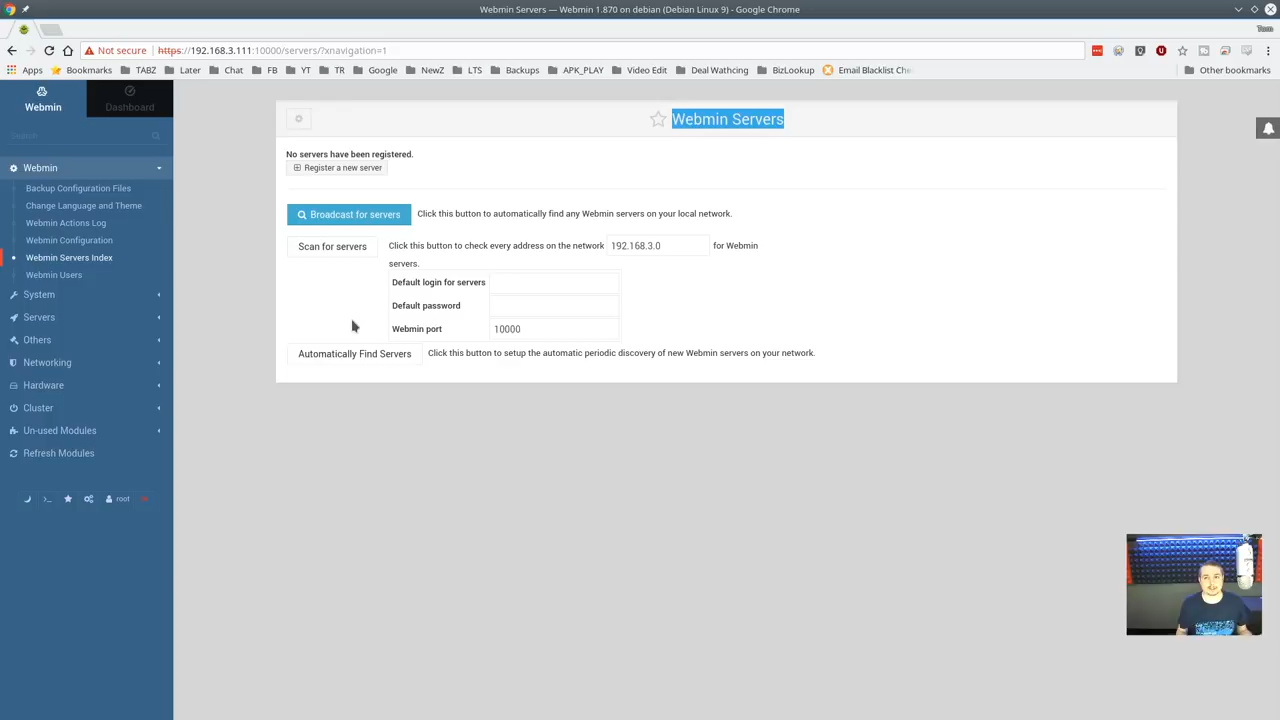 Webmin Servers — Webmin 1.870 on debian (Debian Linux 9) - Google Chrome
Tom
Not secure
https://192.168.3.111:10000/servers/?xnavigation=1
Apps
Bookmarks
TABZ
Later
Chat
FB
YT
TR
Google
NewZ
LTS
Backups
APK_PLAY
Video Edit
Deal Wathcing
BizLookup
Email Blacklist Che
Other bookmarks
Webmin
Dashboard
Search
Webmin
Backup Configuration Files
Change Language and Theme
Webmin Actions Log
Webmin Configuration
Webmin Servers Index
Webmin Users
System
Servers
Others
Networking
Hardware
Cluster
Un-used Modules
Refresh Modules
root
Webmin Servers
No servers have been registered.
Register a new server
Broadcast for servers
Click this button to automatically find any Webmin servers on your local network.
Scan for servers
Click this button to check every address on the network 192.168.3.0 for Webmin
servers.
Default login for servers
Default password
Webmin port 10000
Automatically Find Servers
Click this button to setup the automatic periodic discovery of new Webmin servers on your network.